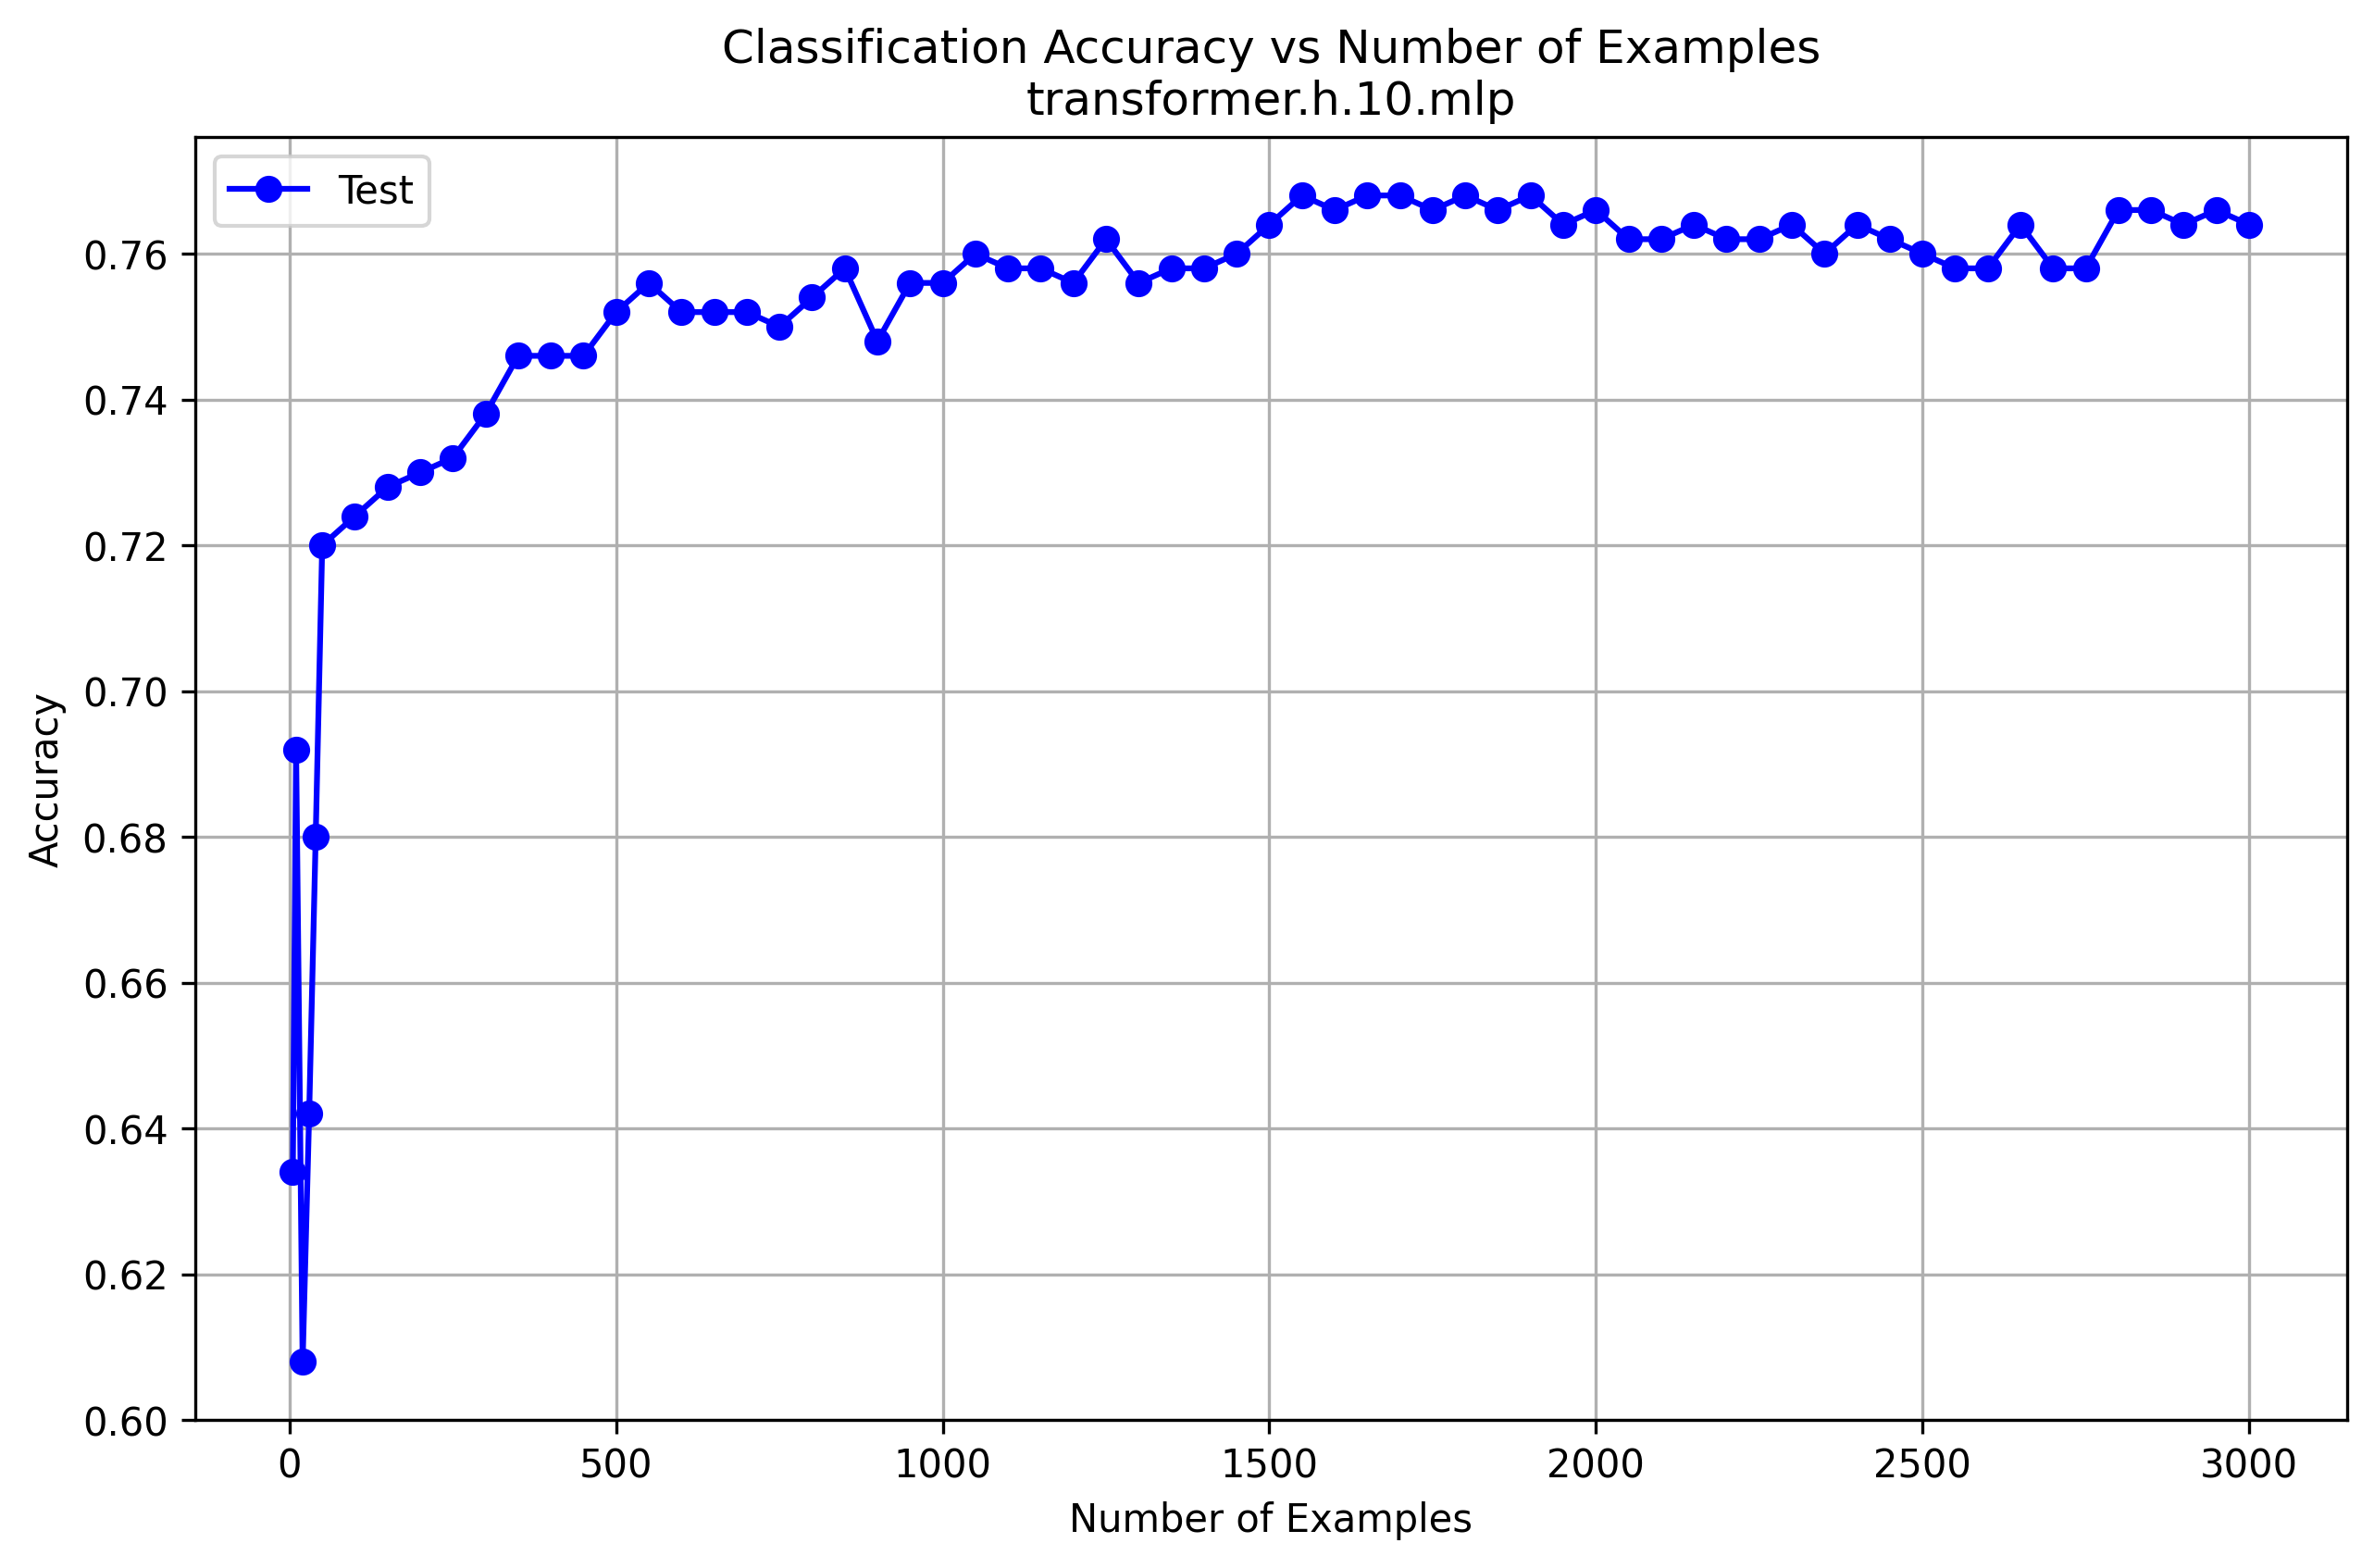 Classification Accuracy vs Number of Examples
transformer.h.10.mlp
Test
Accuracy
0.76
0.74
0.72
0.70
0.68
0.66
0.64
0.62
0.60
0 500 1000 1500 2000 2500 3000
Number of Examples